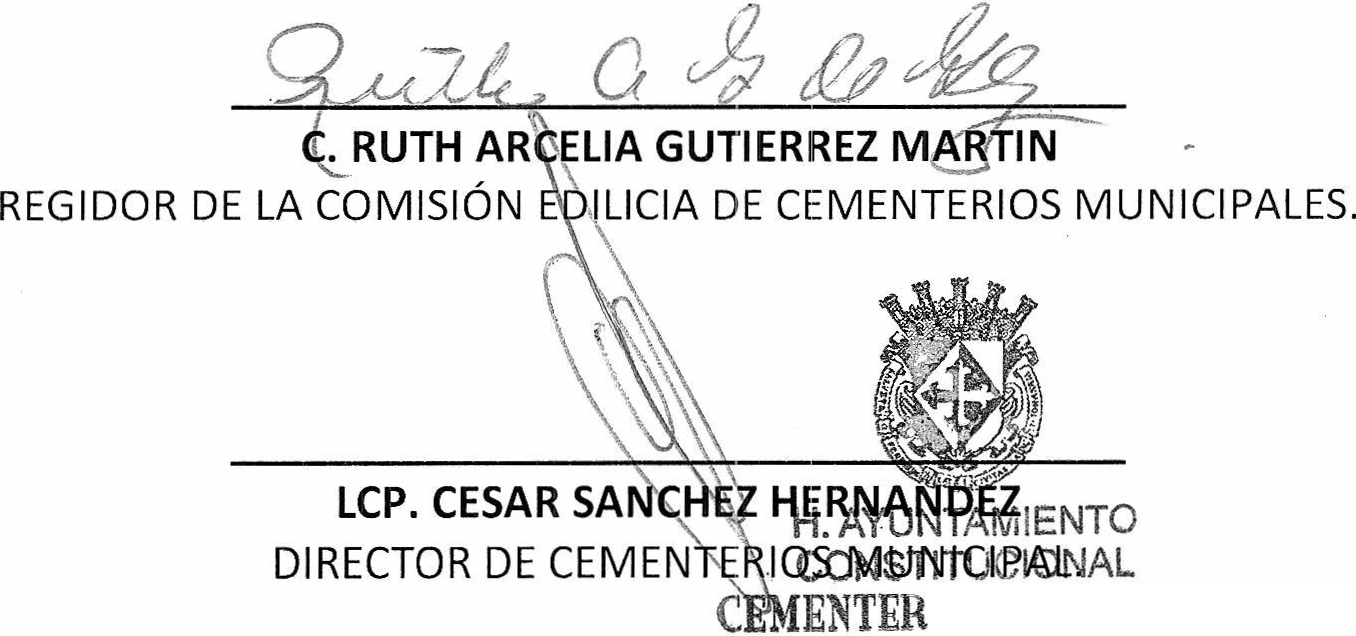 C. RUTH ARCELIA GUTIERREZ MARTIN
REGIDOR DE LA COMISIÓN EDILICIA DE CEMENTERIOS MUNICIPALES.
LCP. CESAR SANCHEZ HERNANDEZ
H. AYUNTAMIENTO
DIRECTOR DE CEMENTERIOS MUNICIPAL.
CONSTITUCIONAL
CEMENTER